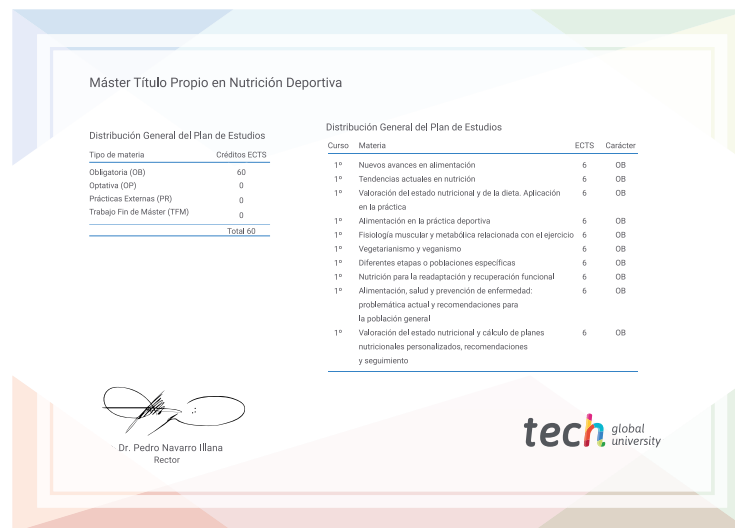 Máster Título Propio en Nutrición Deportiva
Distribución General del Plan de Estudios
Tipo de materia Créditos ECTS
Obligatoria (OB) 60
Optativa (OP) 0
Prácticas Externas (PR) 0
Trabajo Fin de Máster (TFM) 0
Total 60
Distribución General del Plan de Estudios
Curso Materia ECTS Carácter
1º Nuevos avances en alimentación 6 OB
1º Tendencias actuales en nutrición 6 OB
1º Valoración del estado nutricional y de la dieta. Aplicación 6 OB
en la práctica
1º Alimentación en la práctica deportiva 6 OB
1º Fisiología muscular y metabólica relacionada con el ejercicio 6 OB
1º Vegetarianismo y veganismo 6 OB
1º Diferentes etapas o poblaciones específicas 6 OB
1º Nutrición para la readaptación y recuperación funcional 6 OB
1º Alimentación, salud y prevención de enfermedad: 6 OB
problemática actual y recomendaciones para
la población general
1º Valoración del estado nutricional y cálculo de planes 6 OB
nutricionales personalizados, recomendaciones
y seguimiento
Dr. Pedro Navarro Illana
Rector
tech global
university